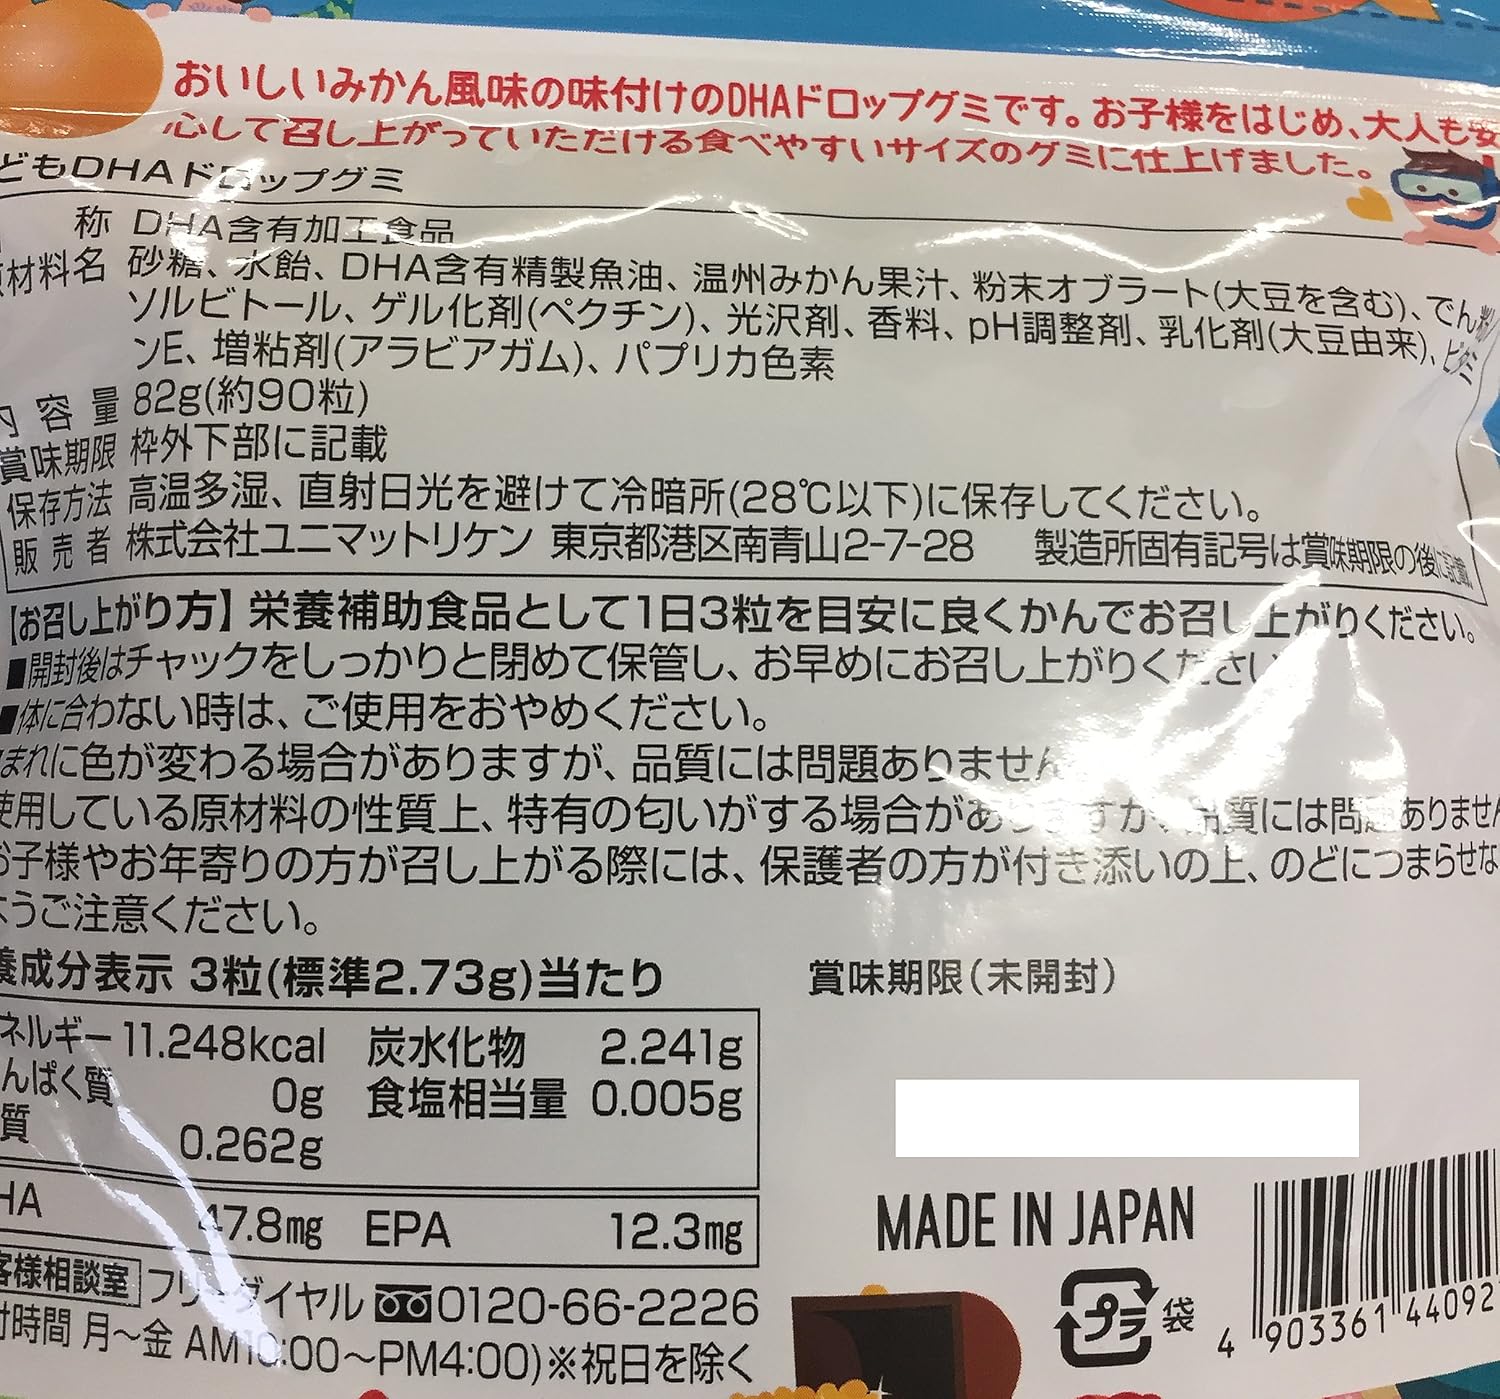 おいしいみかん風味の味付けのDHAドロップグミです。お子様をはじめ、大人も安
心して召し上がっていただける食べやすいサイズのグミに仕上げました。
どもDHAドロップグミ
称 DHA含有加工食品
材料名 砂糖、水飴、DHA含有精製魚油、温州みかん果汁、粉末オブラート(大豆を含む)、でん粉/
ソルビトール、ゲル化剤(ペクチン)、光沢剤、香料、pH調整剤、乳化剤(大豆由来)、ビタミ
ンE、増粘剤(アラビアガム)、パプリカ色素
内容量 82g(約90粒)
賞味期限 枠外下部に記載
保存方法 高温多湿、直射日光を避けて冷暗所(28℃以下)に保存してください。
販売者 株式会社ユニマットリケン 東京都港区南青山2-7-28 製造所固有記号は賞味期限の後に記載
【お召し上がり方】栄養補助食品として1日3粒を目安に良くかんでお召し上がりください。
■開封後はチャックをしっかりと閉めて保管し、お早めにお召し上がりください
■体に合わない時は、ご使用をおやめください。
まれに色が変わる場合がありますが、品質には問題ありません
使用している原材料の性質上、特有の匂いがする場合がありますが、品質には問題ありません
お子様やお年寄りの方が召し上がる際には、保護者の方が付き添いの上、のどにつまらせな
ようご注意ください。
養成分表示 3粒(標準2.73g)当たり
ネルギー 11.248kcal 炭水化物 2.241g
んぱく質 0g 食塩相当量 0.005g
質 0.262g
HA 47.8mg EPA 12.3mg
客様相談室 フリーダイヤル 0120-66-2226
付時間 月～金 AM10:00～PM4:00)※祝日を除く
賞味期限(未開封)
MADE IN JAPAN
プラ 袋
4 903361 44092